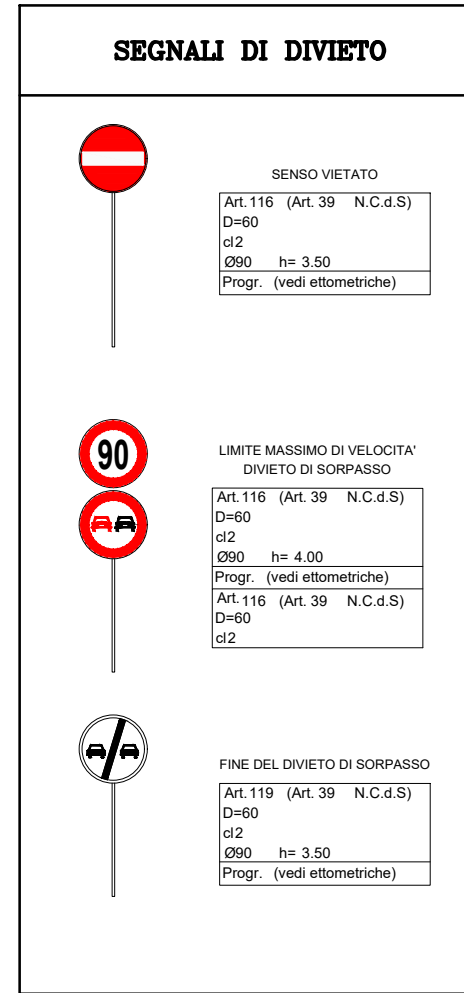 SEGNALI DI DIVIETO
SENSO VIETATO
Art.116 (Art. 39 N.C.d.S)
D=60
cl2
Ø90 h= 3.50
Progr. (vedi ettometriche)
90
LIMITE MASSIMO DI VELOCITA'
DIVIETO DI SORPASSO
Art.116 (Art. 39 N.C.d.S)
D=60
cl2
Ø90 h= 4.00
Progr. (vedi ettometriche)
Art.116 (Art. 39 N.C.d.S)
D=60
cl2
FINE DEL DIVIETO DI SORPASSO
Art.119 (Art. 39 N.C.d.S)
D=60
cl2
Ø90 h= 3.50
Progr. (vedi ettometriche)